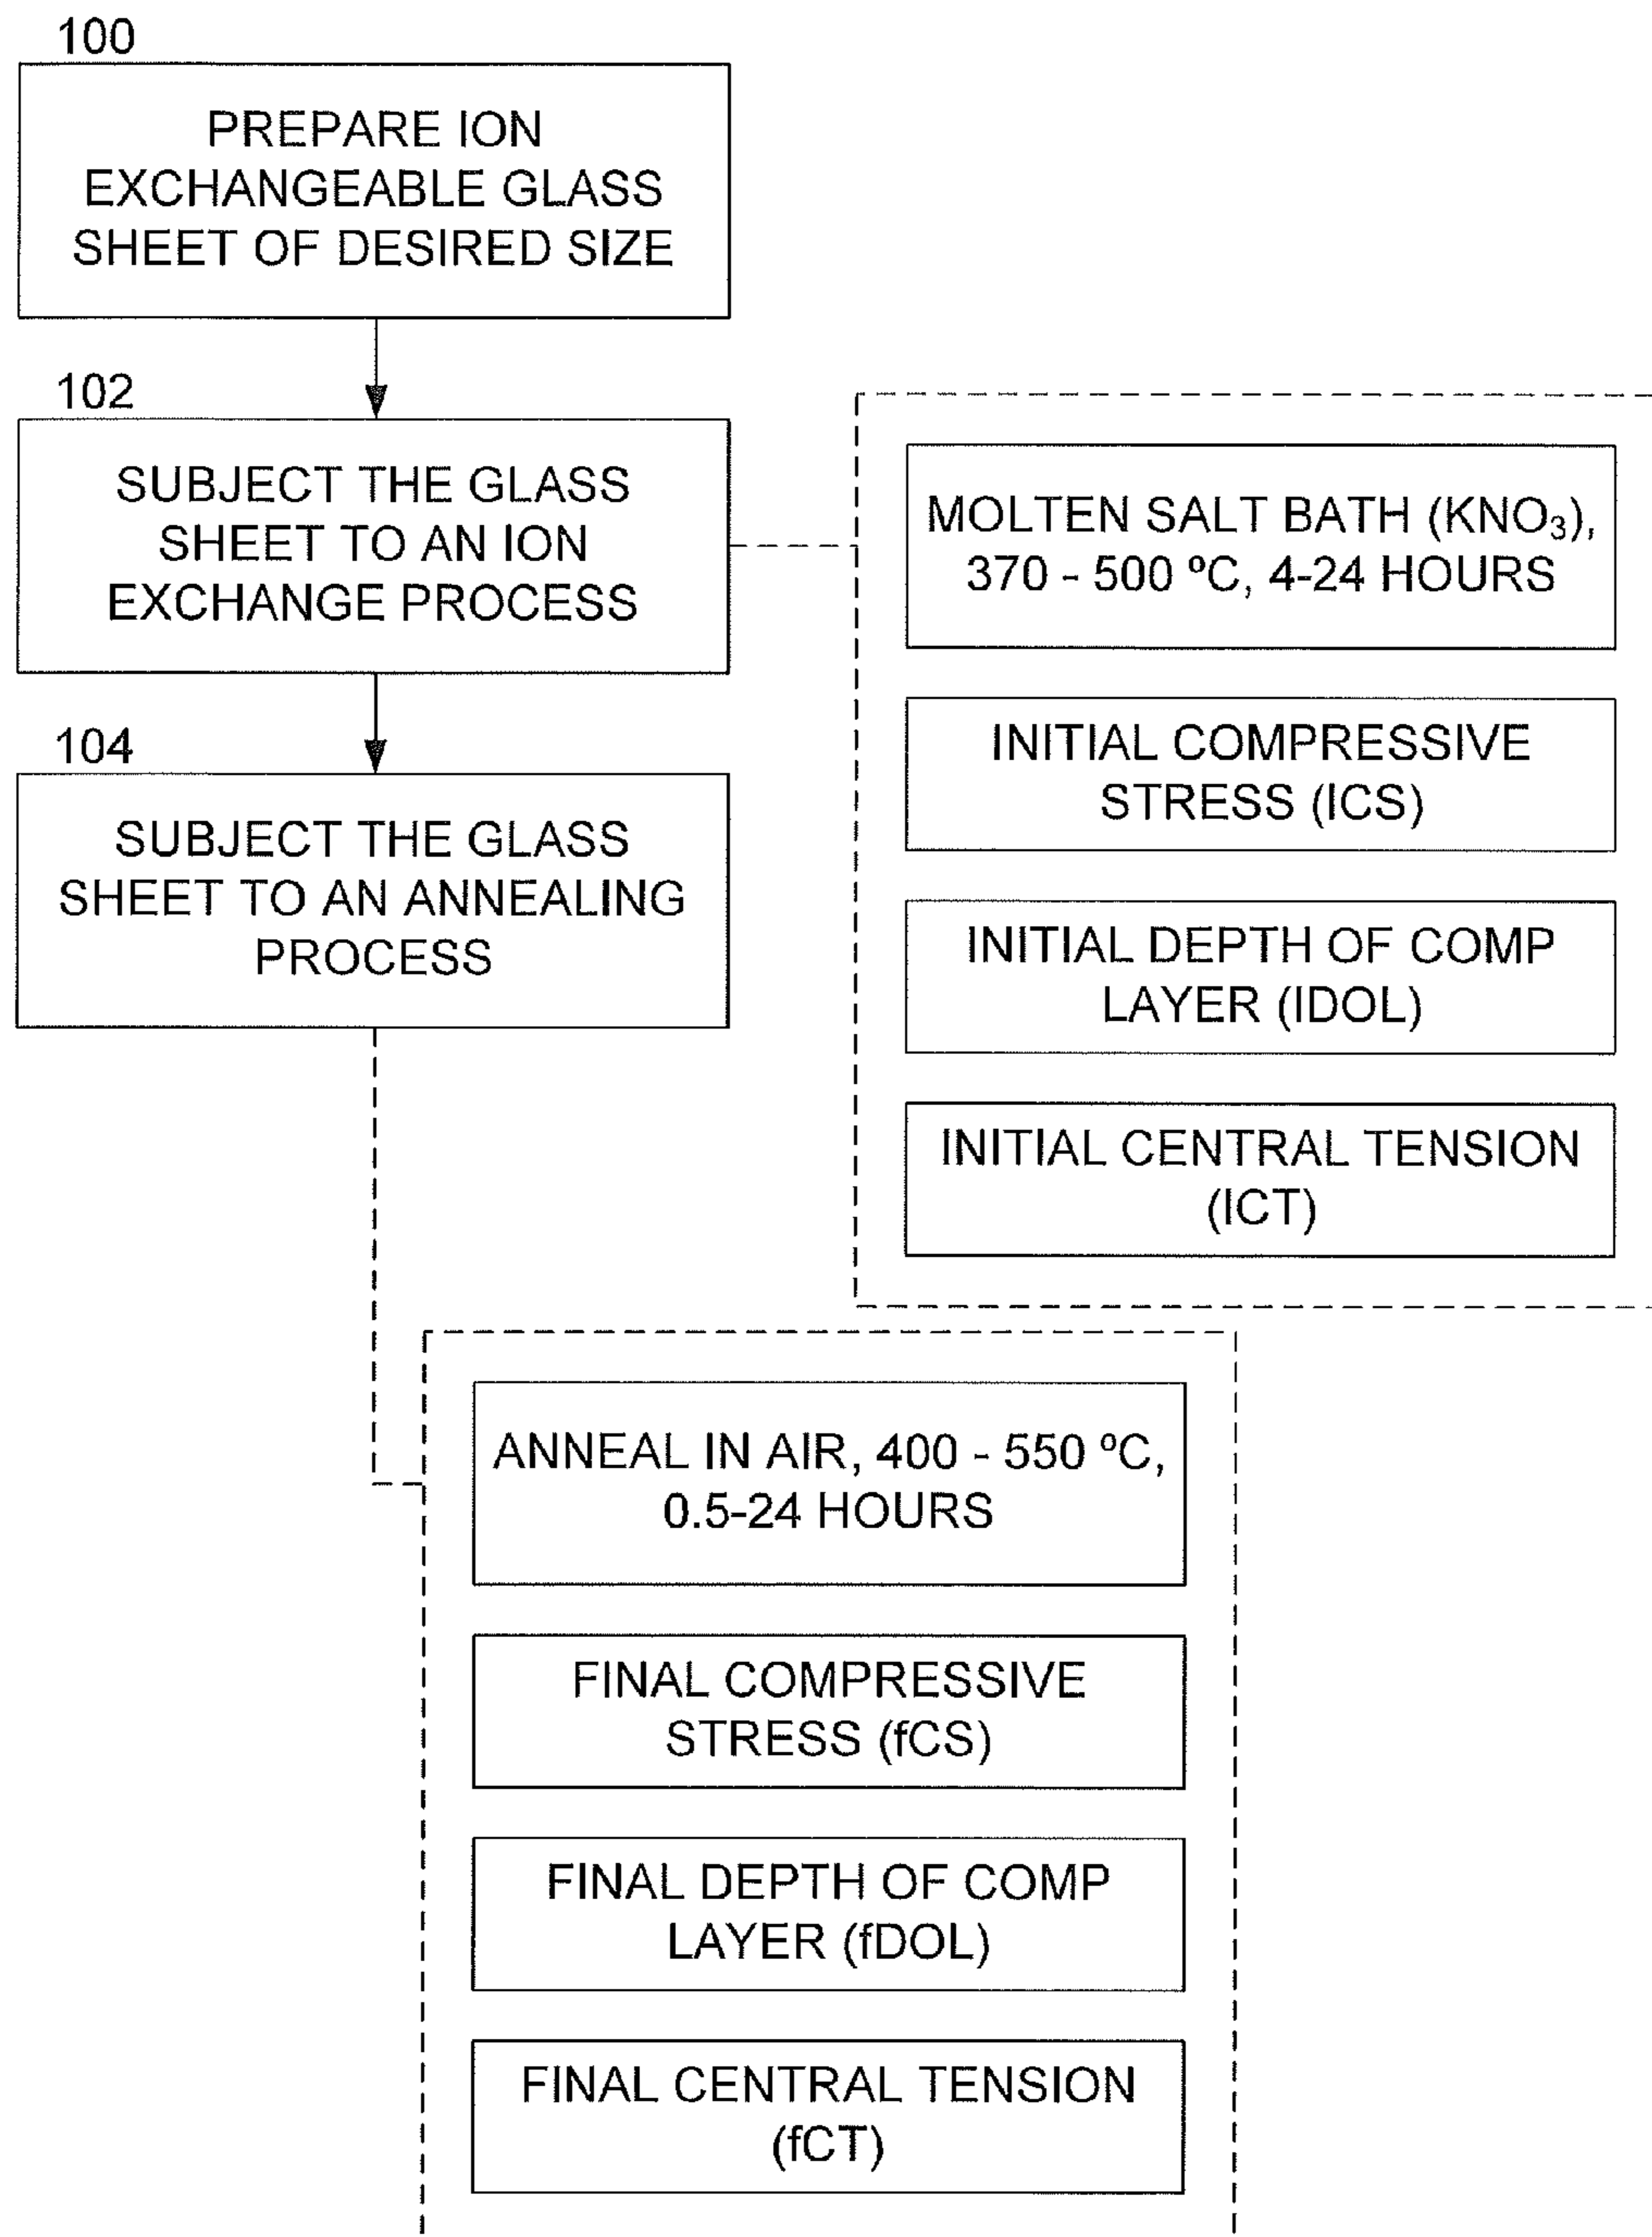 100
PREPARE ION
EXCHANGEABLE GLASS
SHEET OF DESIRED SIZE
102
SUBJECT THE GLASS
SHEET TO AN ION
EXCHANGE PROCESS
MOLTEN SALT BATH (KNO₃),
370 - 500 ºC, 4-24 HOURS
INITIAL COMPRESSIVE
STRESS (ICS)
INITIAL DEPTH OF COMP
LAYER (IDOL)
INITIAL CENTRAL TENSION
(ICT)
104
SUBJECT THE GLASS
SHEET TO AN ANNEALING
PROCESS
ANNEAL IN AIR, 400 - 550 ºC,
0.5-24 HOURS
FINAL COMPRESSIVE
STRESS (fCS)
FINAL DEPTH OF COMP
LAYER (fDOL)
FINAL CENTRAL TENSION
(fCT)